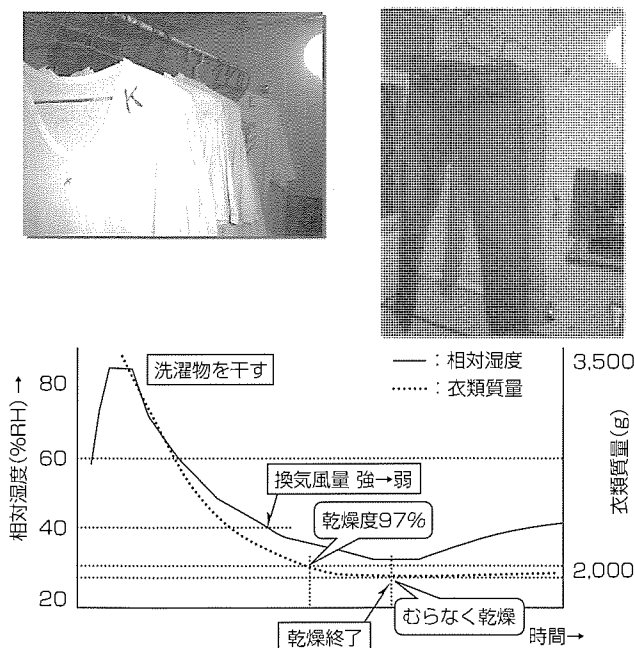 K
洗濯物を干す
―：相対湿度
……：衣類質量
3,500
80
60
40
20
相対湿度(%RH)→
換気風量 強→弱
乾燥度97%
2,000
衣類質量(g)
むらなく乾燥
乾燥終了
時間→